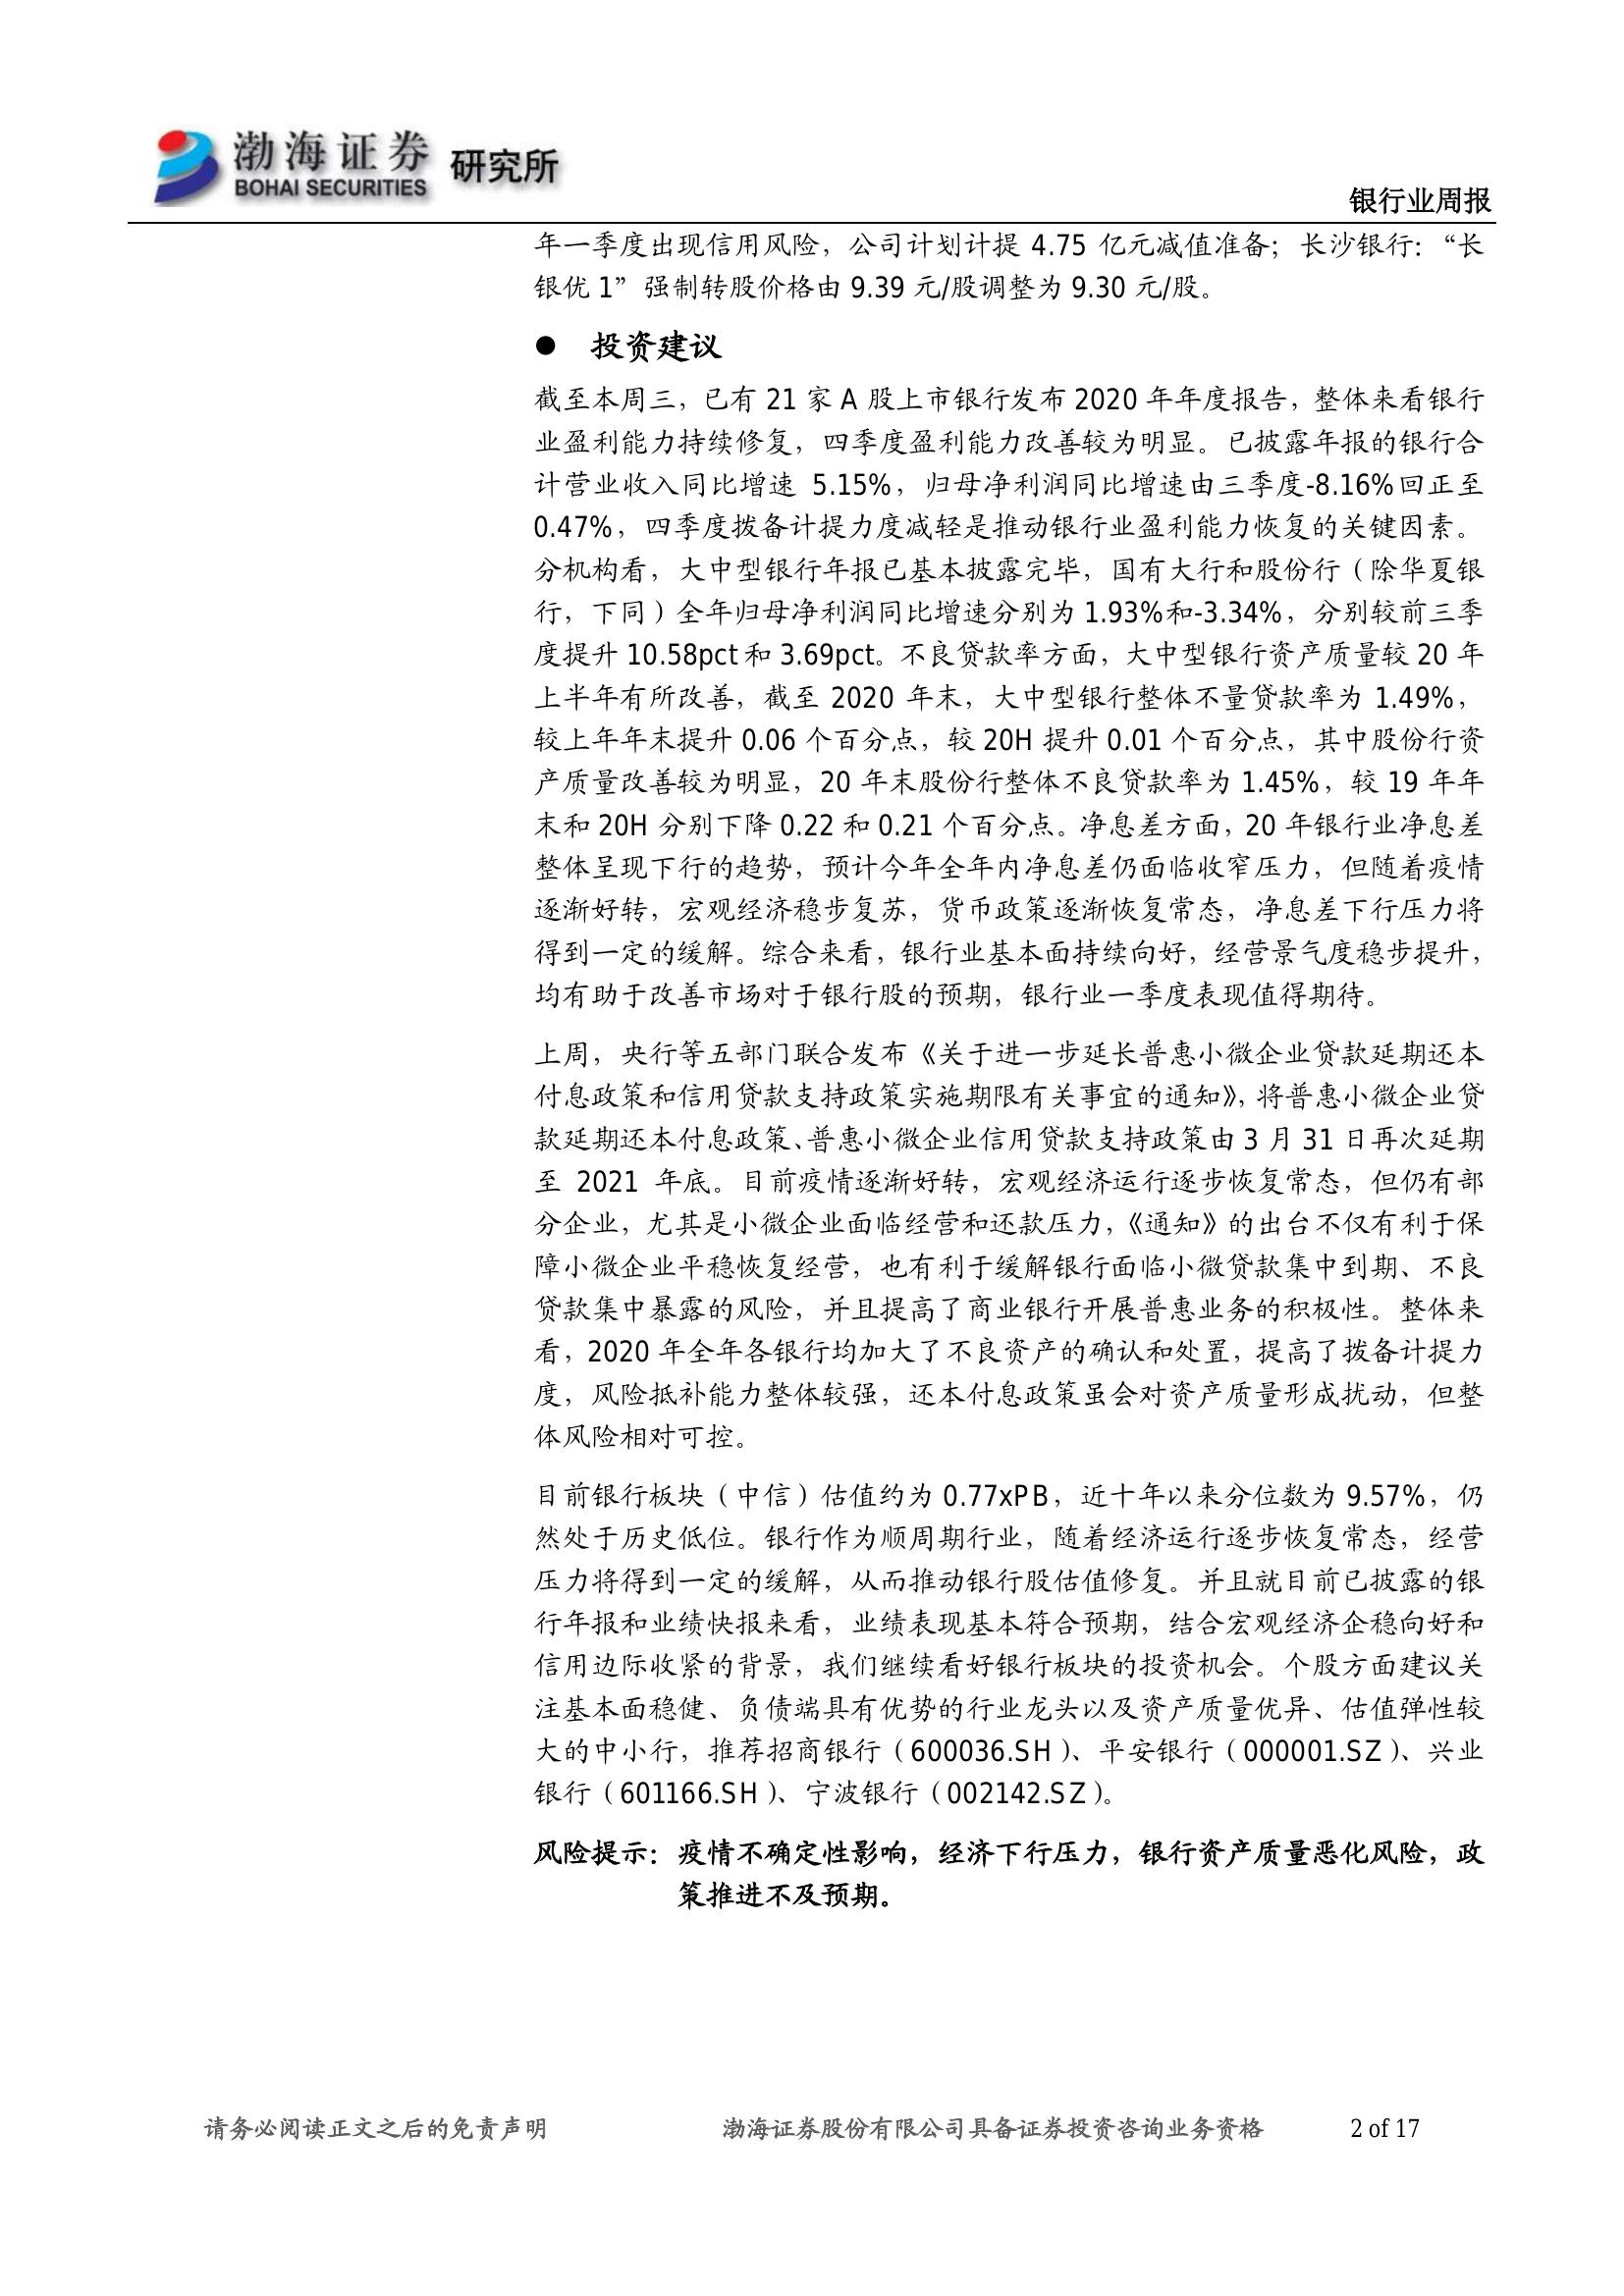 渤海证券 研究所
BOHAI SECURITIES
银行业周报
年一季度出现信用风险，公司计划计提 4.75 亿元减值准备；长沙银行：“长
银优 1”强制转股价格由 9.39 元/股调整为 9.30 元/股。
● 投资建议
截至本周三，已有 21 家 A 股上市银行发布 2020 年年度报告，整体来看银行
业盈利能力持续修复，四季度盈利能力改善较为明显。已披露年报的银行合
计营业收入同比增速 5.15%，归母净利润同比增速由三季度-8.16%回正至
0.47%，四季度拨备计提力度减轻是推动银行业盈利能力恢复的关键因素。
分机构看，大中型银行年报已基本披露完毕，国有大行和股份行（除华夏银
行，下同）全年归母净利润同比增速分别为 1.93%和-3.34%，分别较前三季
度提升 10.58pct 和 3.69pct。不良贷款率方面，大中型银行资产质量较 20 年
上半年有所改善，截至 2020 年末，大中型银行整体不量贷款率为 1.49%，
较上年年末提升 0.06 个百分点，较 20H 提升 0.01 个百分点，其中股份行资
产质量改善较为明显，20 年末股份行整体不良贷款率为 1.45%，较 19 年年
末和 20H 分别下降 0.22 和 0.21 个百分点。净息差方面，20 年银行业净息差
整体呈现下行的趋势，预计今年全年内净息差仍面临收窄压力，但随着疫情
逐渐好转，宏观经济稳步复苏，货币政策逐渐恢复常态，净息差下行压力将
得到一定的缓解。综合来看，银行业基本面持续向好，经营景气度稳步提升，
均有助于改善市场对于银行股的预期，银行业一季度表现值得期待。
上周，央行等五部门联合发布《关于进一步延长普惠小微企业贷款延期还本
付息政策和信用贷款支持政策实施期限有关事宜的通知》，将普惠小微企业贷
款延期还本付息政策、普惠小微企业信用贷款支持政策由 3 月 31 日再次延期
至 2021 年底。目前疫情逐渐好转，宏观经济运行逐步恢复常态，但仍有部
分企业，尤其是小微企业面临经营和还款压力，《通知》的出台不仅有利于保
障小微企业平稳恢复经营，也有利于缓解银行面临小微贷款集中到期、不良
贷款集中暴露的风险，并且提高了商业银行开展普惠业务的积极性。整体来
看，2020 年全年各银行均加大了不良资产的确认和处置，提高了拨备计提力
度，风险抵补能力整体较强，还本付息政策虽会对资产质量形成扰动，但整
体风险相对可控。
目前银行板块（中信）估值约为 0.77xPB，近十年以来分位数为 9.57%，仍
然处于历史低位。银行作为顺周期行业，随着经济运行逐步恢复常态，经营
压力将得到一定的缓解，从而推动银行股估值修复。并且就目前已披露的银
行年报和业绩快报来看，业绩表现基本符合预期，结合宏观经济企稳向好和
信用边际收紧的背景，我们继续看好银行板块的投资机会。个股方面建议关
注基本面稳健、负债端具有优势的行业龙头以及资产质量优异、估值弹性较
大的中小行，推荐招商银行（600036.SH）、平安银行（000001.SZ）、兴业
银行（601166.SH）、宁波银行（002142.SZ）。
风险提示：疫情不确定性影响，经济下行压力，银行资产质量恶化风险，政
策推进不及预期。
请务必阅读正文之后的免责声明 渤海证券股份有限公司具备证券投资咨询业务资格 2 of 17